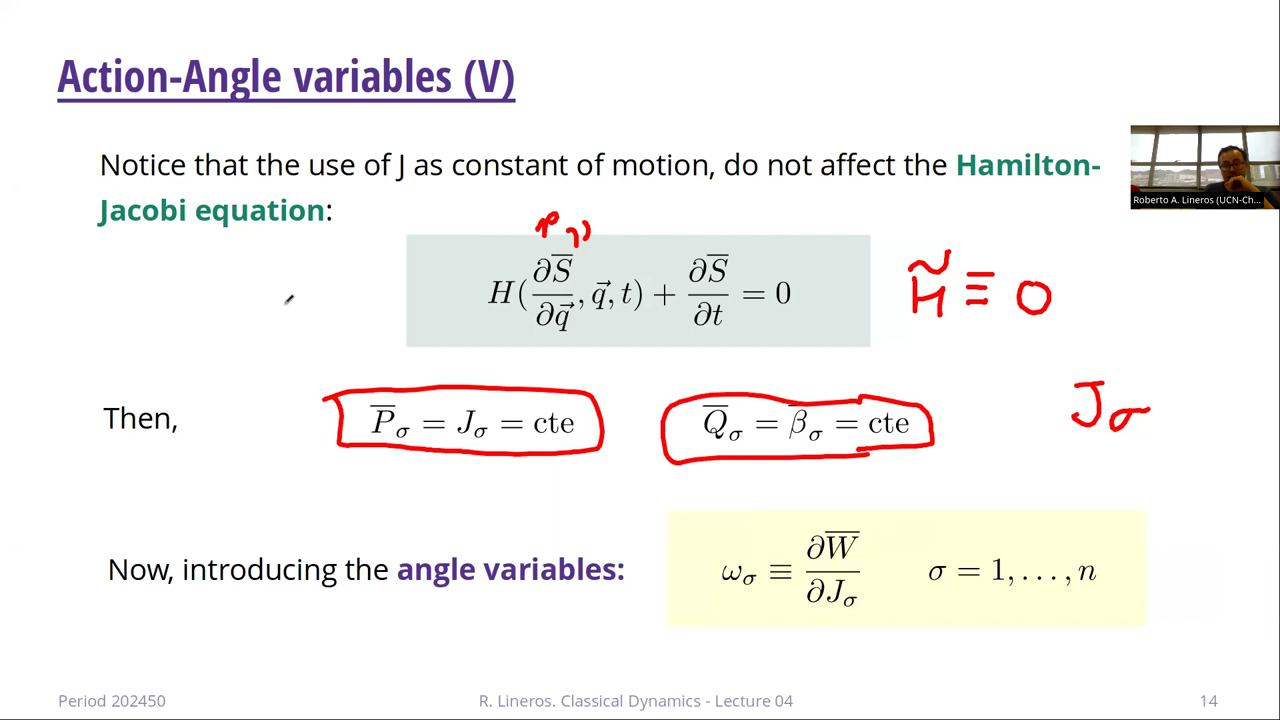 Action-Angle variables (V)
Notice that the use of J as constant of motion, do not affect the Hamilton-
Jacobi equation:
Roberto A. Lineros (UCN-Ch...
H(∂S̅/∂q⃗, q⃗, t) + ∂S̅/∂t = 0
H̃ ≡ 0
Then,
P̅_σ = J_σ = cte
Q̅_σ = β̅_σ = cte
J_σ
Now, introducing the angle variables:
ω_σ ≡ ∂W̅/∂J_σ
σ = 1, . . . , n
Period 202450
R. Lineros. Classical Dynamics - Lecture 04
14